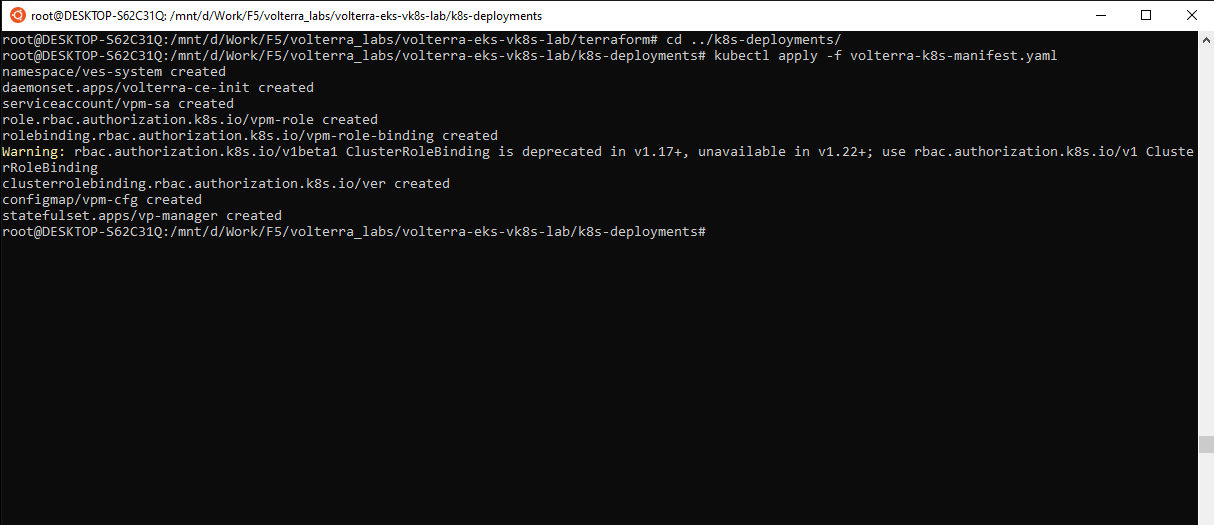 root@DESKTOP-S62C31Q: /mnt/d/Work/F5/volterra_labs/volterra-eks-vk8s-lab/k8s-deployments
root@DESKTOP-S62C31Q:/mnt/d/Work/F5/volterra_labs/volterra-eks-vk8s-lab/terraform# cd ../k8s-deployments/
root@DESKTOP-S62C31Q:/mnt/d/Work/F5/volterra_labs/volterra-eks-vk8s-lab/k8s-deployments# kubectl apply -f volterra-k8s-manifest.yaml
namespace/ves-system created
daemonset.apps/volterra-ce-init created
serviceaccount/vpm-sa created
role.rbac.authorization.k8s.io/vpm-role created
rolebinding.rbac.authorization.k8s.io/vpm-role-binding created
Warning: rbac.authorization.k8s.io/v1beta1 ClusterRoleBinding is deprecated in v1.17+, unavailable in v1.22+; use rbac.authorization.k8s.io/v1 Cluste
rRoleBinding
clusterrolebinding.rbac.authorization.k8s.io/ver created
configmap/vpm-cfg created
statefulset.apps/vp-manager created
root@DESKTOP-S62C31Q:/mnt/d/Work/F5/volterra_labs/volterra-eks-vk8s-lab/k8s-deployments#